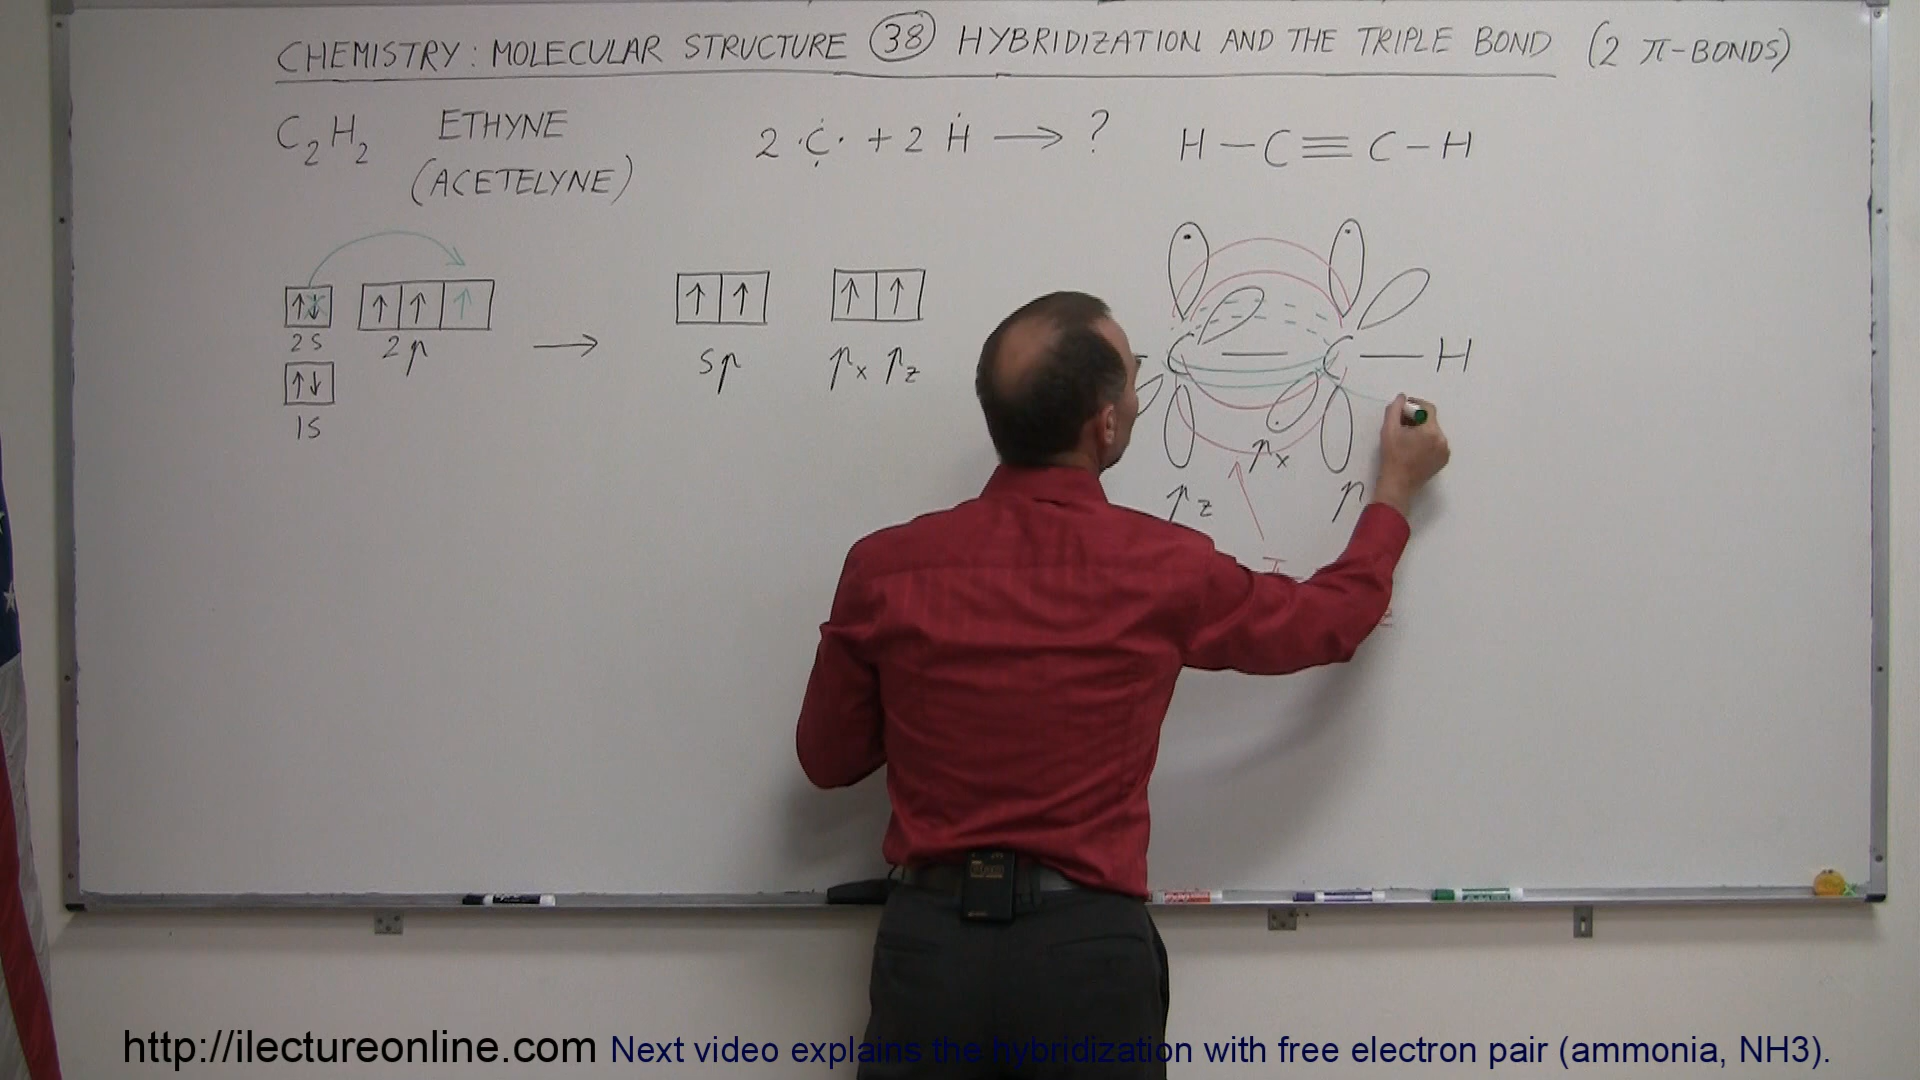 CHEMISTRY: MOLECULAR STRUCTURE 38 HYBRIDIZATION AND THE TRIPLE BOND (2 π-BONDS)
C₂H₂ ETHYNE
(ACETELYNE)
2 ·C· + 2 H → ?
H – C ≡ C – H
↑↓ ↑ ↑ ↑ → ↑ ↑ ↑ ↑
2S 2p sp px pz
↑↓
1S
C — C — H
px
pz p
http://ilectureonline.com Next video explains the hybridization with free electron pair (ammonia, NH3).